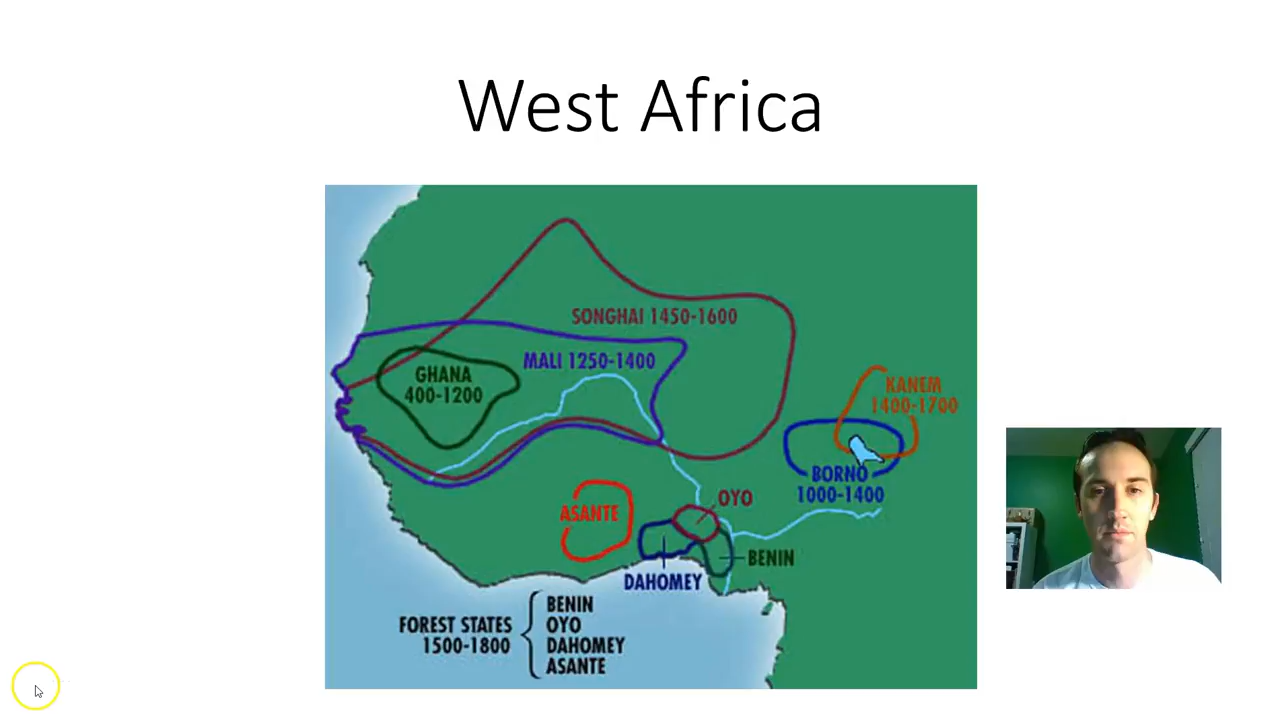 West Africa
SONGHAI 1450-1600
MALI 1250-1400
GHANA
400-1200
KANEM
1400-1700
BORNO
1000-1400
OYO
ASANTE
BENIN
DAHOMEY
FOREST STATES
1500-1800
BENIN
OYO
DAHOMEY
ASANTE